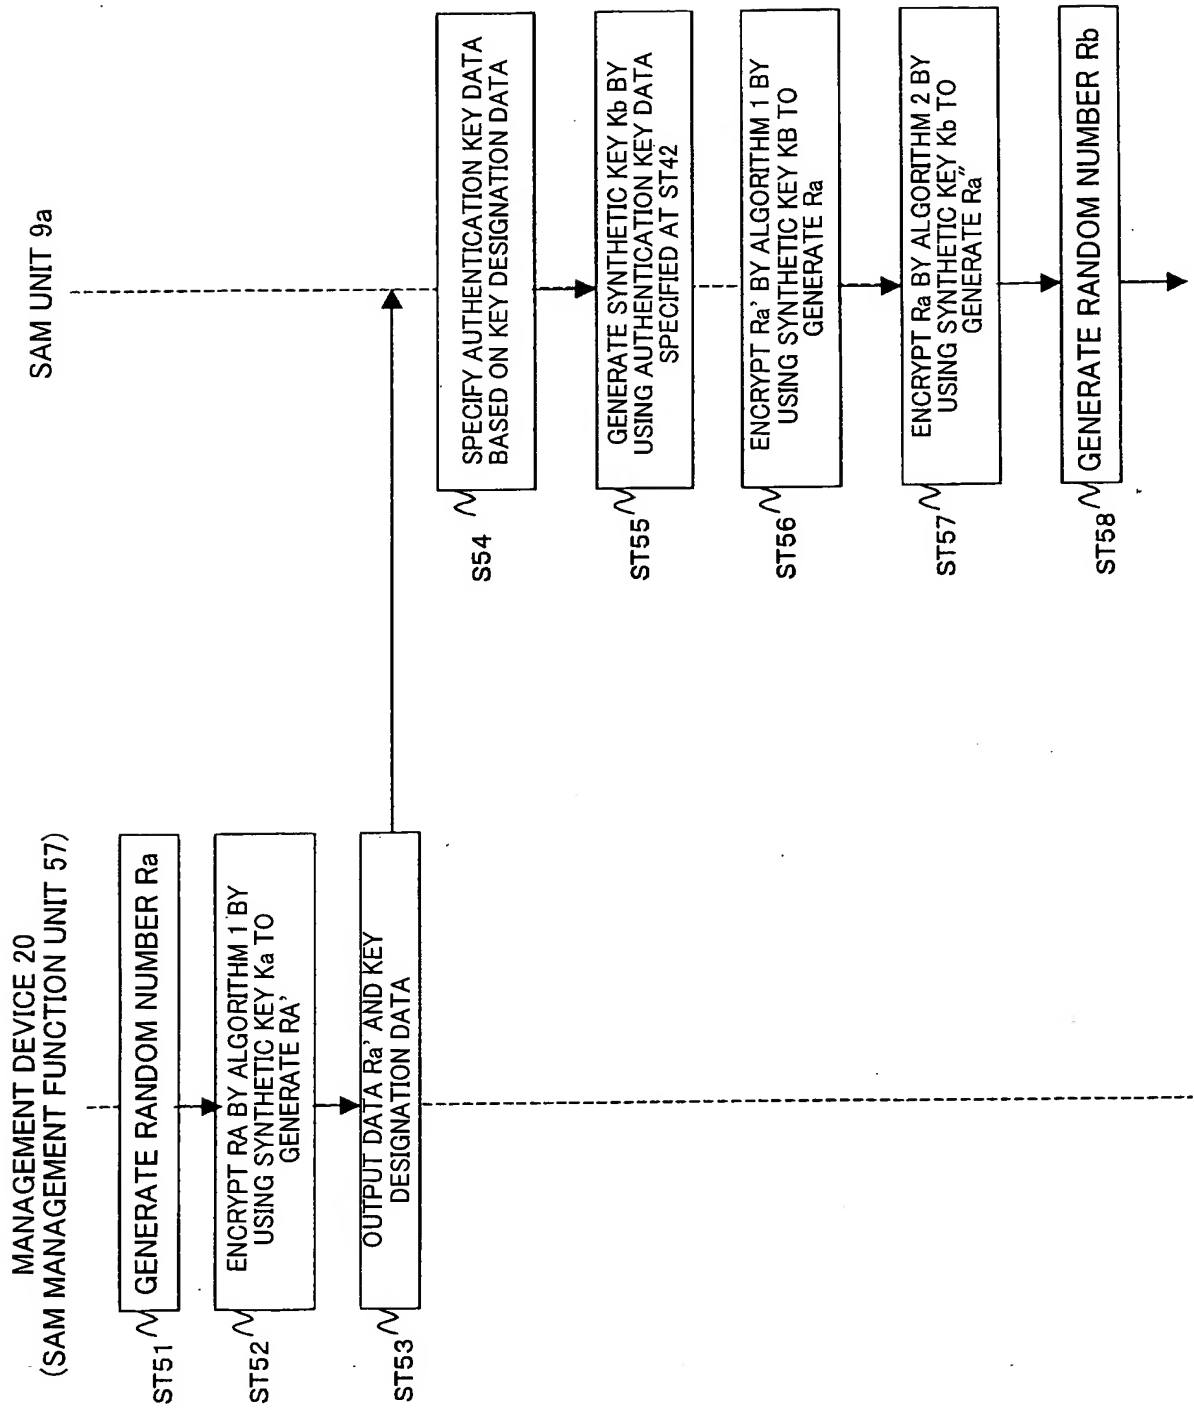 MANAGEMENT DEVICE 20
(SAM MANAGEMENT FUNCTION UNIT 57)
SAM UNIT 9a
ST51
GENERATE RANDOM NUMBER Ra
ST52
ENCRYPT RA BY ALGORITHM 1 BY
USING SYNTHETIC KEY Ka TO
GENERATE RA'
ST53
OUTPUT DATA Ra' AND KEY
DESIGNATION DATA
S54
SPECIFY AUTHENTICATION KEY DATA
BASED ON KEY DESIGNATION DATA
ST55
GENERATE SYNTHETIC KEY Kb BY
USING AUTHENTICATION KEY DATA
SPECIFIED AT ST42
ST56
ENCRYPT Ra' BY ALGORITHM 1 BY
USING SYNTHETIC KEY KB TO
GENERATE Ra
ST57
ENCRYPT Ra BY ALGORITHM 2 BY
USING SYNTHETIC KEY Kb TO
GENERATE Ra''
ST58
GENERATE RANDOM NUMBER Rb